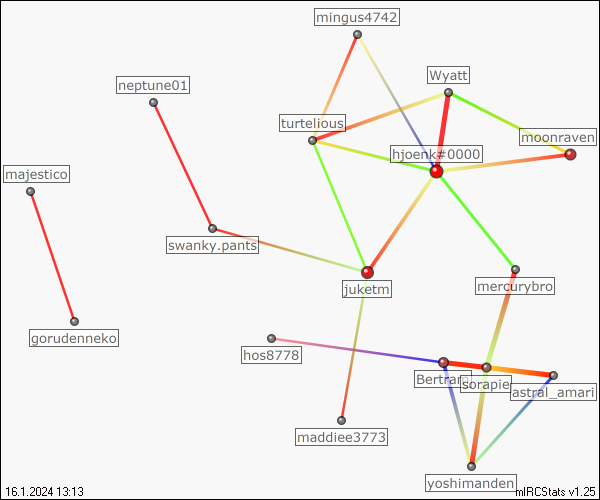 mingus4742
Wyatt
neptune01
turtelious
moonraven
hjoenk#0000
majestico
swanky.pants
juketm
mercurybro
gorudenneko
hos8778
sorapie
astral_amari
maddiee3773
yoshimanden
16.1.2024 13:13
mIRCStats v1.25